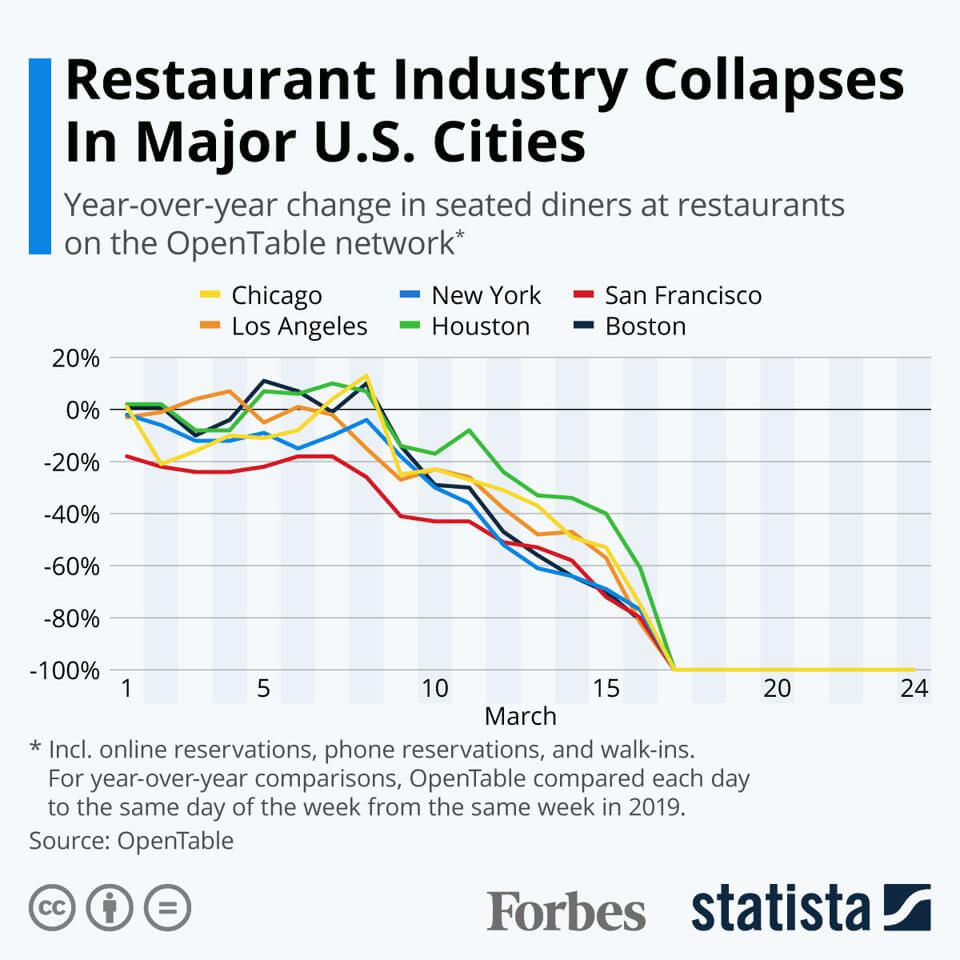 Restaurant Industry Collapses
In Major U.S. Cities
Year-over-year change in seated diners at restaurants
on the OpenTable network*
Chicago New York San Francisco
Los Angeles Houston Boston
20%
0%
-20%
-40%
-60%
-80%
-100%
1 5 10 15 20 24
March
* Incl. online reservations, phone reservations, and walk-ins.
For year-over-year comparisons, OpenTable compared each day
to the same day of the week from the same week in 2019.
Source: OpenTable
cc = Forbes statista